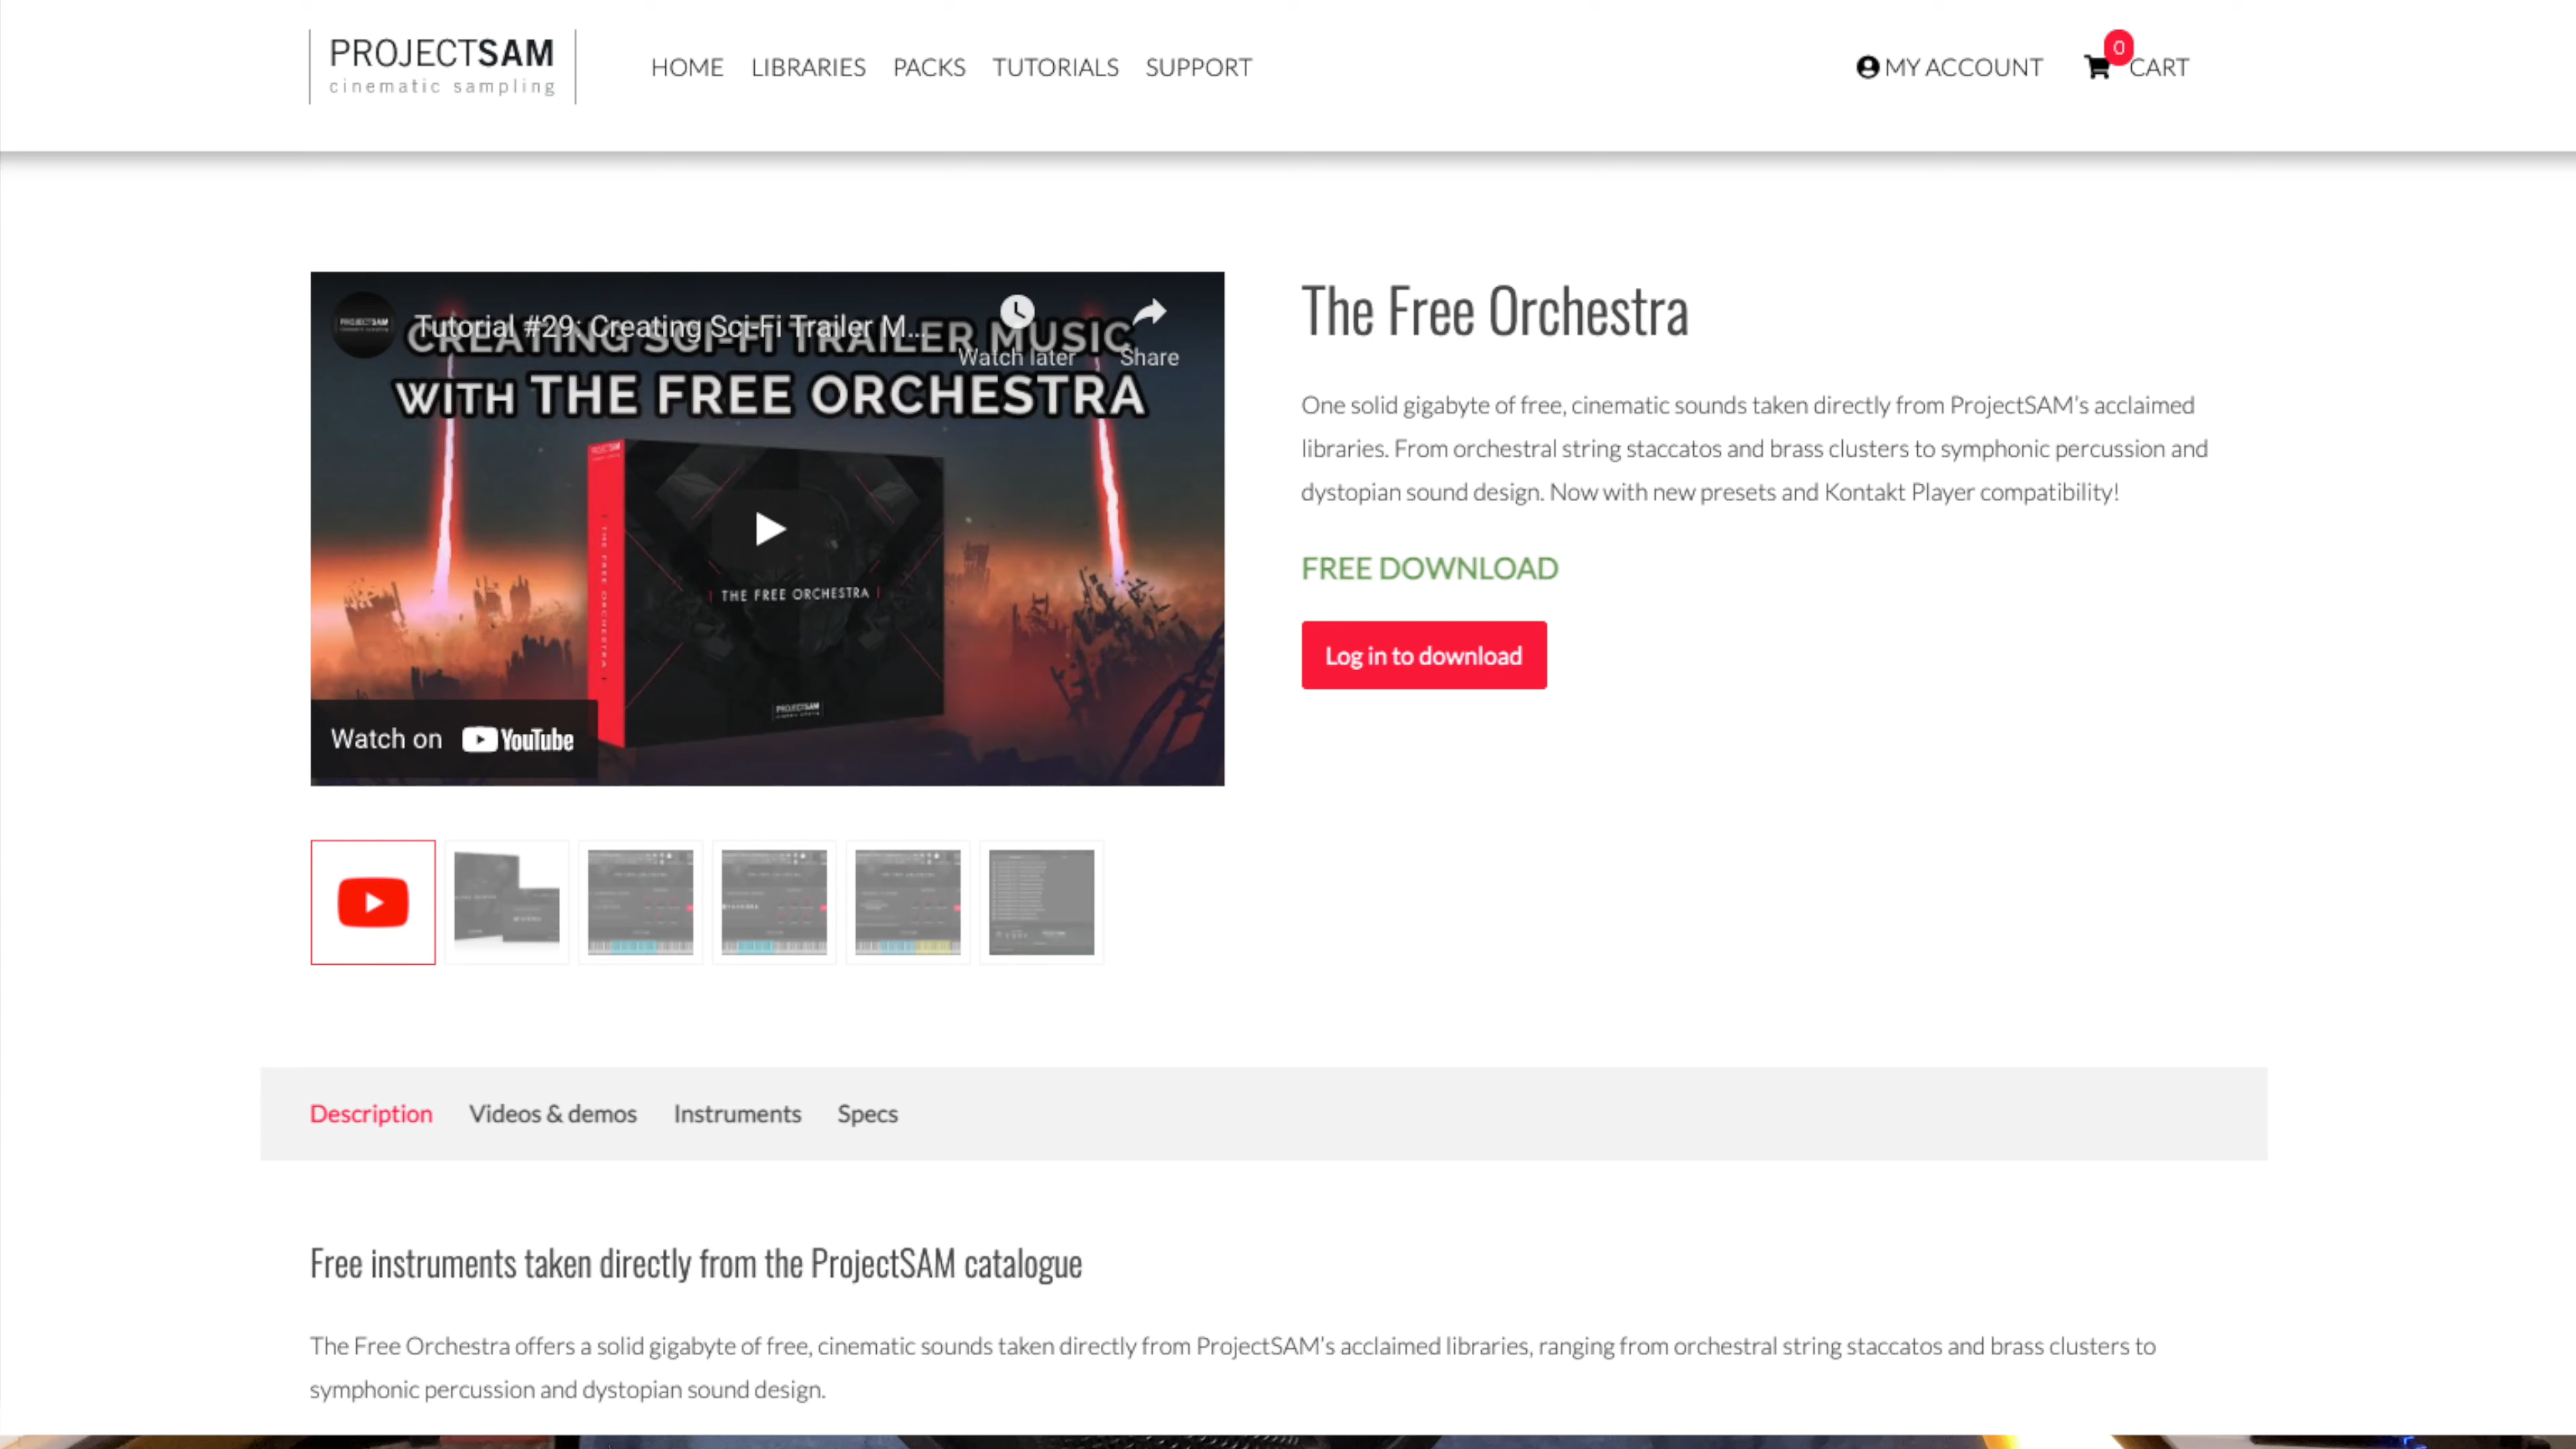 PROJECTSAM
cinematic sampling
HOME LIBRARIES PACKS TUTORIALS SUPPORT
MY ACCOUNT
0
CART
Tutorial #29: Creating Sci-Fi Trailer M...
Watch later
Share
CREATING SCI-FI TRAILER MUSIC
WITH THE FREE ORCHESTRA
THE FREE ORCHESTRA
THE FREE ORCHESTRA
PROJECTSAM
Watch on YouTube
The Free Orchestra
One solid gigabyte of free, cinematic sounds taken directly from ProjectSAM's acclaimed
libraries. From orchestral string staccatos and brass clusters to symphonic percussion and
dystopian sound design. Now with new presets and Kontakt Player compatibility!
FREE DOWNLOAD
Log in to download
Description Videos & demos Instruments Specs
Free instruments taken directly from the ProjectSAM catalogue
The Free Orchestra offers a solid gigabyte of free, cinematic sounds taken directly from ProjectSAM's acclaimed libraries, ranging from orchestral string staccatos and brass clusters to
symphonic percussion and dystopian sound design.